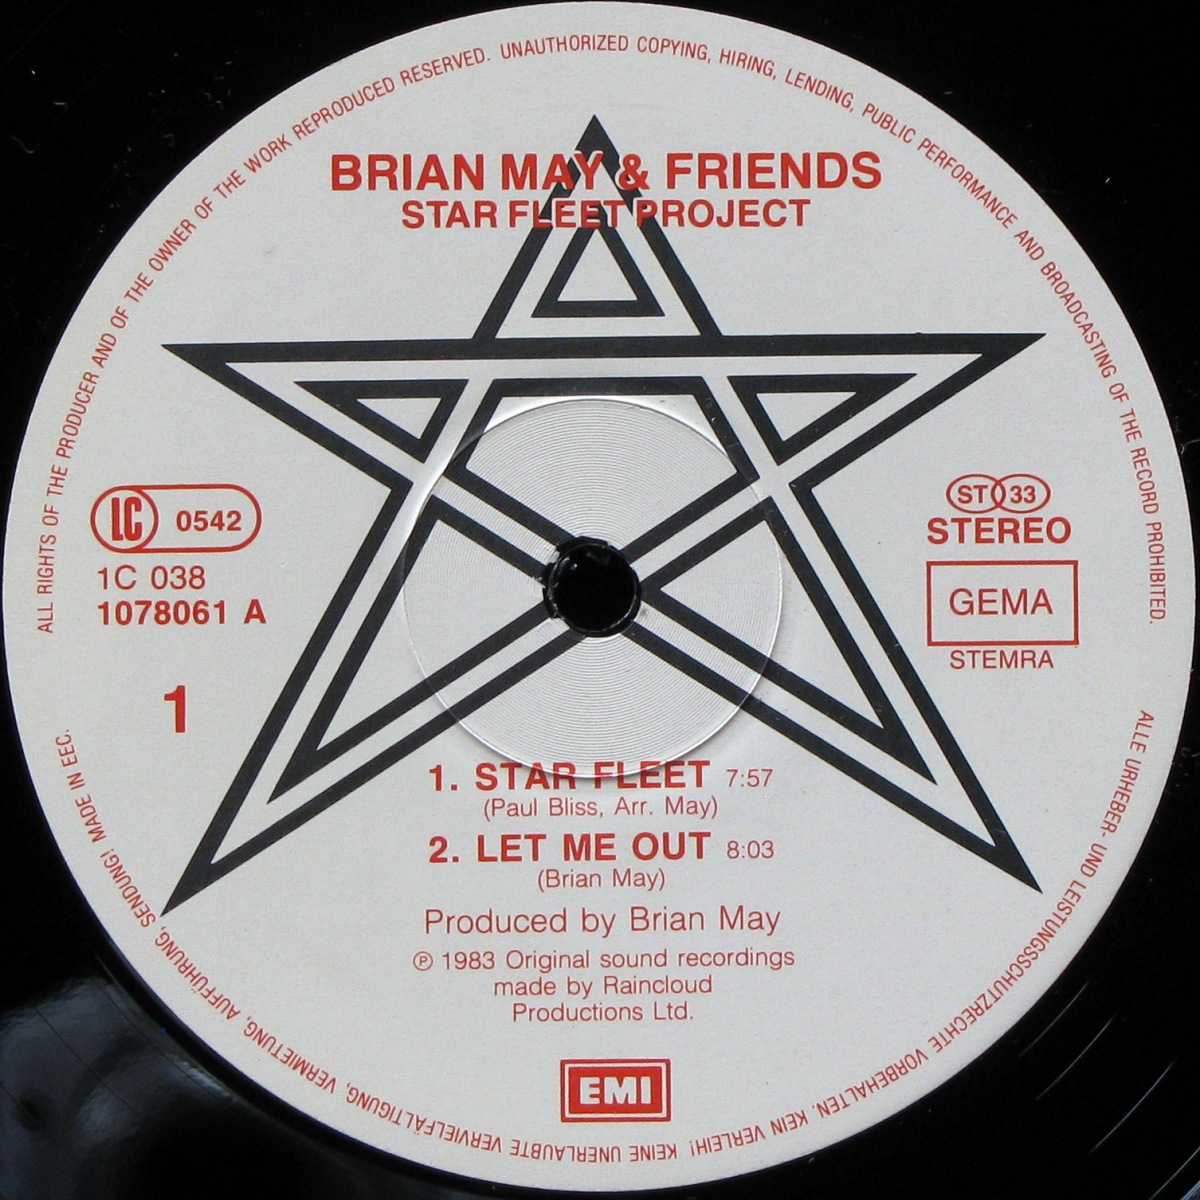 ALL RIGHTS OF THE PRODUCER AND OF THE OWNER OF THE WORK REPRODUCED RESERVED. UNAUTHORIZED COPYING, HIRING, LENDING, PUBLIC PERFORMANCE AND BROADCASTING OF THE RECORD PROHIBITED.
BRIAN MAY & FRIENDS
STAR FLEET PROJECT
LC 0542
1C 038
1078061 A
1
ST 33
STEREO
GEMA
STEMRA
1. STAR FLEET 7:57
(Paul Bliss, Arr. May)
2. LET ME OUT 8:03
(Brian May)
Produced by Brian May
℗ 1983 Original sound recordings
made by Raincloud
Productions Ltd.
EMI
ALLE URHEBER- UND LEISTUNGSSCHUTZRECHTE VORBEHALTEN. KEIN VERLEIH! KEINE UNERLAUBTE VERVIELFÄLTIGUNG, VERMIETUNG, AUFFÜHRUNG, SENDUNG! MADE IN EEC.